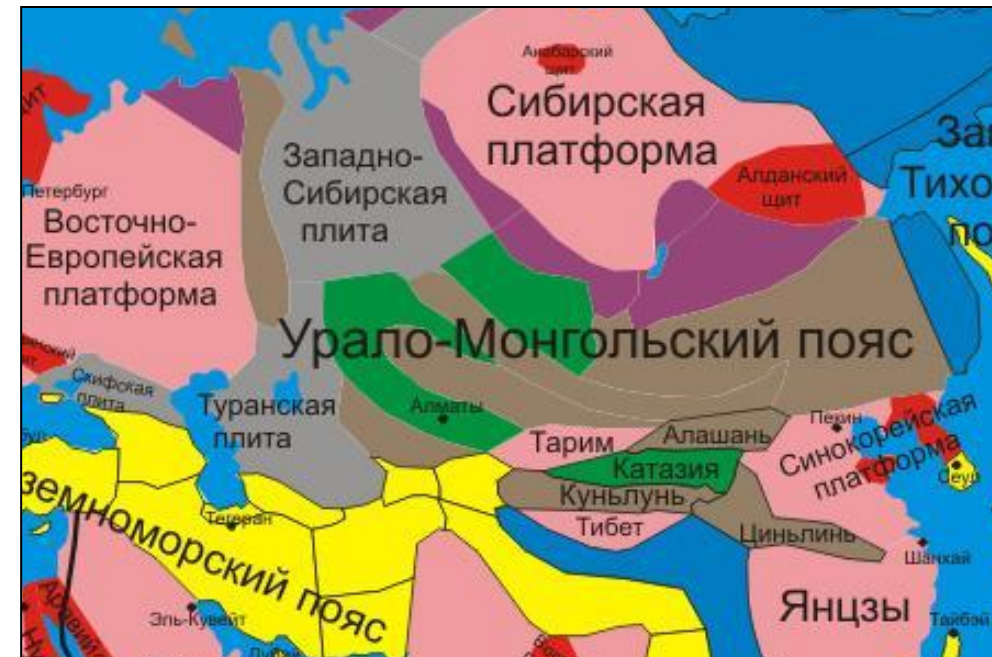 Анабарский
щит
Сибирская
платформа
Западно-
Сибирская
плита
Алданский
щит
Тихо
Петербург
Восточно-
Европейская
платформа
Урало-Монгольский пояс
Скифская
плита
Туранская
плита
Алматы
Тарим
Алашань
Пекин
Синокорейская
платформа
Сеул
Катазия
Куньлунь
Тибет
Циньлинь
Шанхай
земноморский пояс
Тегеран
Эль-Кувейт
Янцзы
Тайбэй